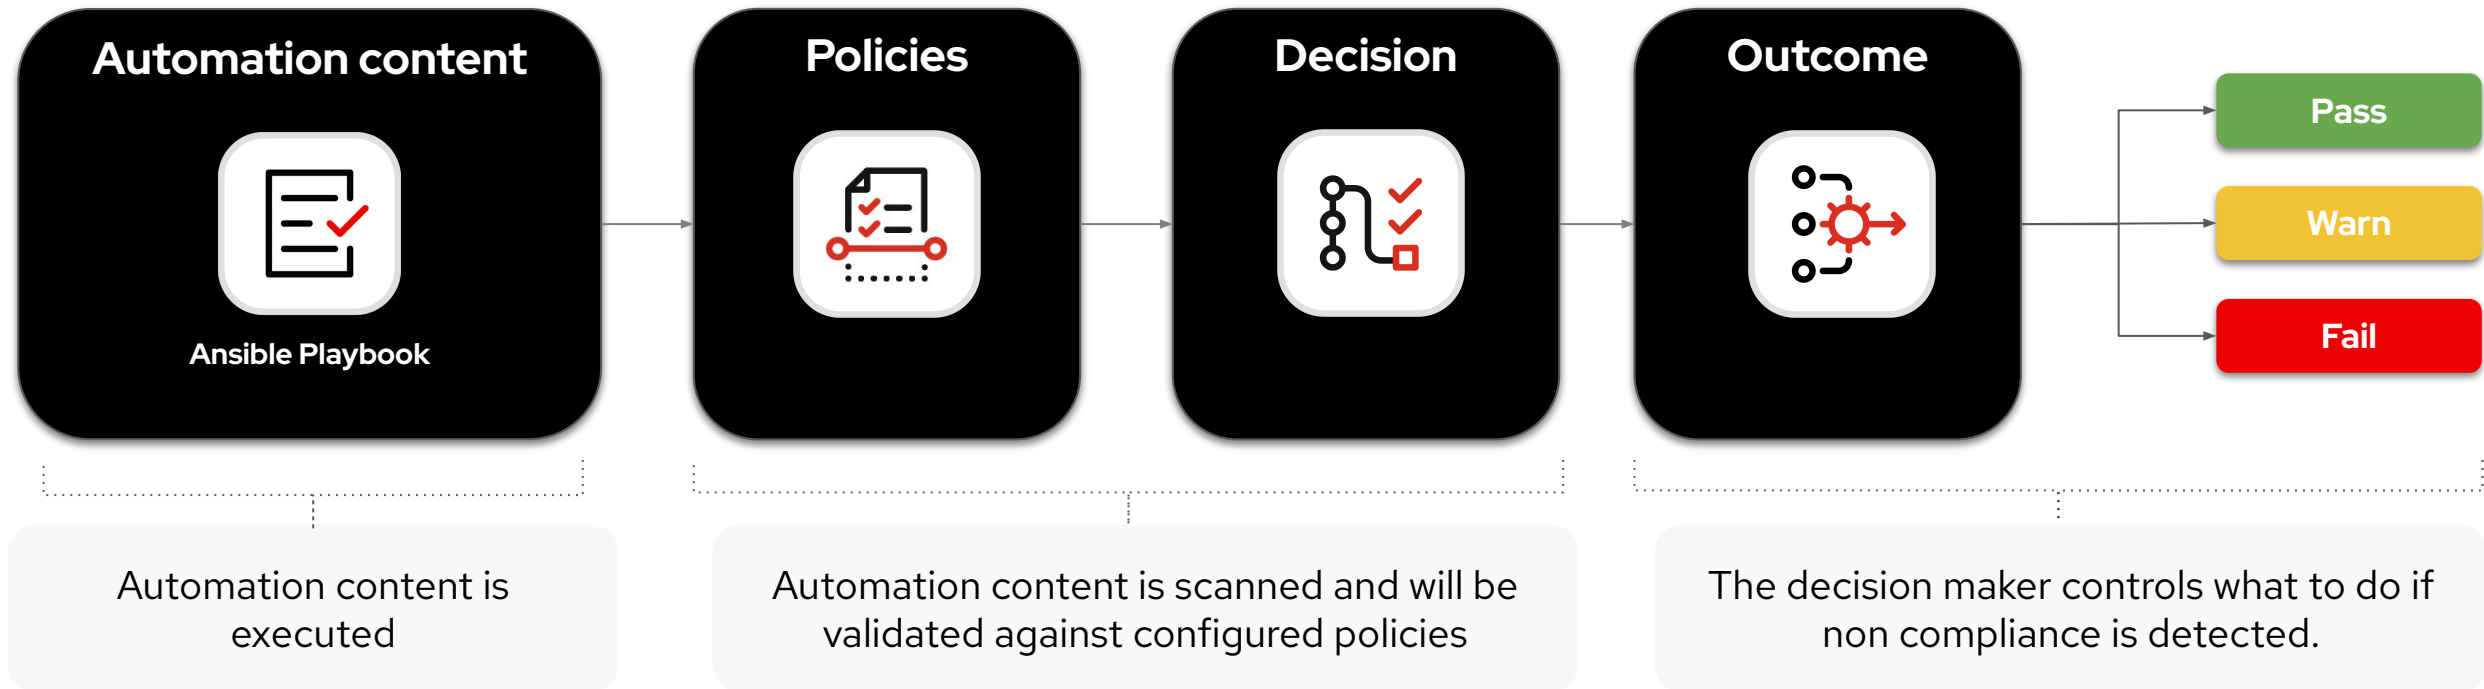 Automation content
Ansible Playbook
Policies
Decision
Outcome
Pass
Warn
Fail
Automation content is
executed
Automation content is scanned and will be
validated against configured policies
The decision maker controls what to do if
non compliance is detected.